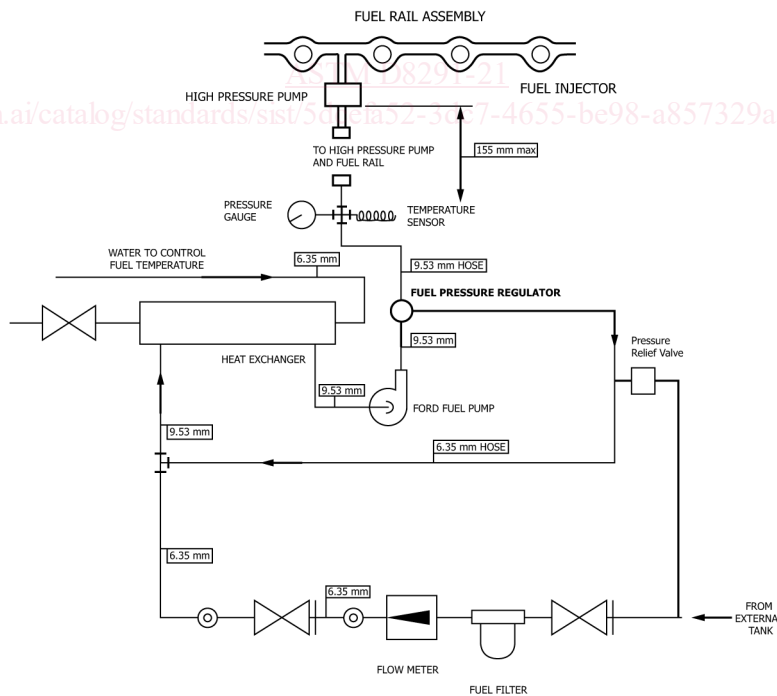 FUEL RAIL ASSEMBLY
ASTM D8291-21
FUEL INJECTOR
HIGH PRESSURE PUMP
TO HIGH PRESSURE PUMP
AND FUEL RAIL
155 mm max
PRESSURE
GAUGE
TEMPERATURE
SENSOR
WATER TO CONTROL
FUEL TEMPERATURE
6.35 mm
9.53 mm HOSE
FUEL PRESSURE REGULATOR
9.53 mm
Pressure
Relief Valve
HEAT EXCHANGER
9.53 mm
FORD FUEL PUMP
9.53 mm
6.35 mm HOSE
6.35 mm
6.35 mm
FROM
EXTERNA
TANK
FLOW METER
FUEL FILTER